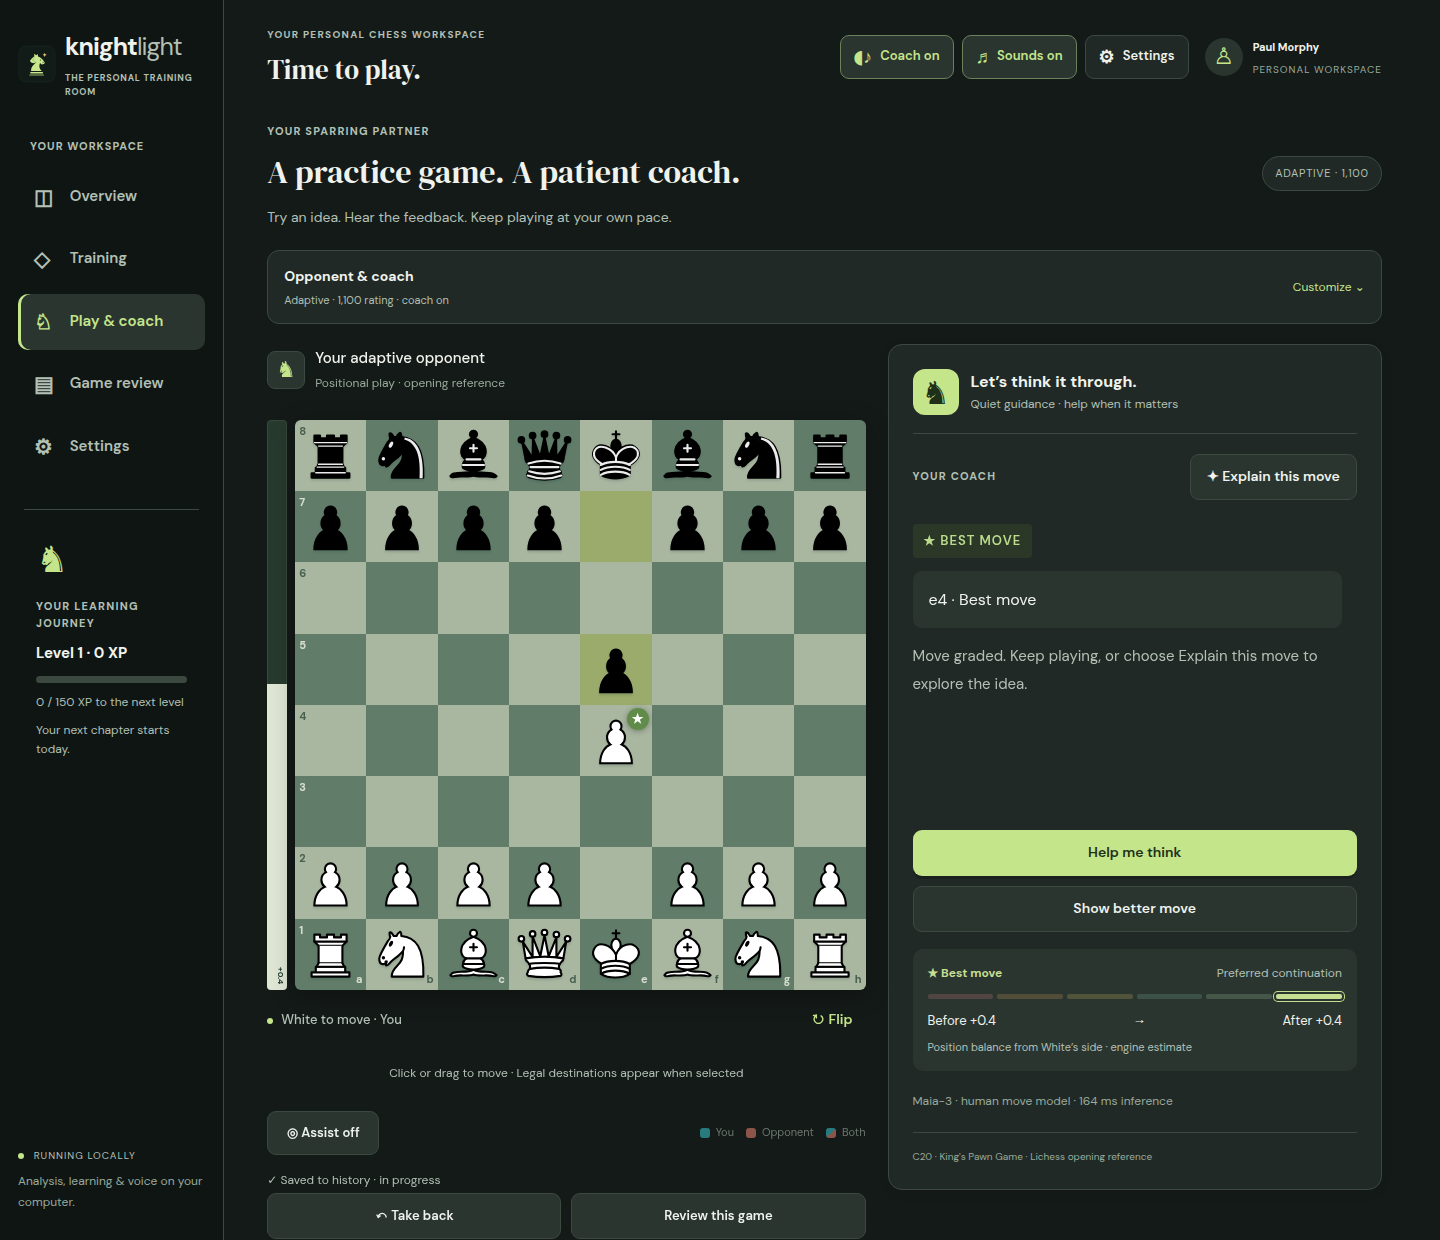 knightlight
THE PERSONAL TRAINING
ROOM
YOUR WORKSPACE
Overview
Training
Play & coach
Game review
Settings
YOUR LEARNING
JOURNEY
Level 1 · 0 XP
0 / 150 XP to the next level
Your next chapter starts
today.
RUNNING LOCALLY
Analysis, learning & voice on your
computer.
YOUR PERSONAL CHESS WORKSPACE
Time to play.
Coach on
Sounds on
Settings
Paul Morphy
PERSONAL WORKSPACE
YOUR SPARRING PARTNER
A practice game. A patient coach.
ADAPTIVE · 1,100
Try an idea. Hear the feedback. Keep playing at your own pace.
Opponent & coach
Adaptive · 1,100 rating · coach on
Customize
Your adaptive opponent
Positional play · opening reference
8
7
6
5
4
3
2
1
a
b
c
d
e
f
g
h
+0.4
White to move · You
Flip
Click or drag to move · Legal destinations appear when selected
Assist off
You
Opponent
Both
✓ Saved to history · in progress
Take back
Review this game
Let's think it through.
Quiet guidance · help when it matters
YOUR COACH
Explain this move
★ BEST MOVE
e4 · Best move
Move graded. Keep playing, or choose Explain this move to
explore the idea.
Help me think
Show better move
★ Best move
Preferred continuation
Before +0.4 → After +0.4
Position balance from White's side · engine estimate
Maia-3 · human move model · 164 ms inference
C20 · King's Pawn Game · Lichess opening reference